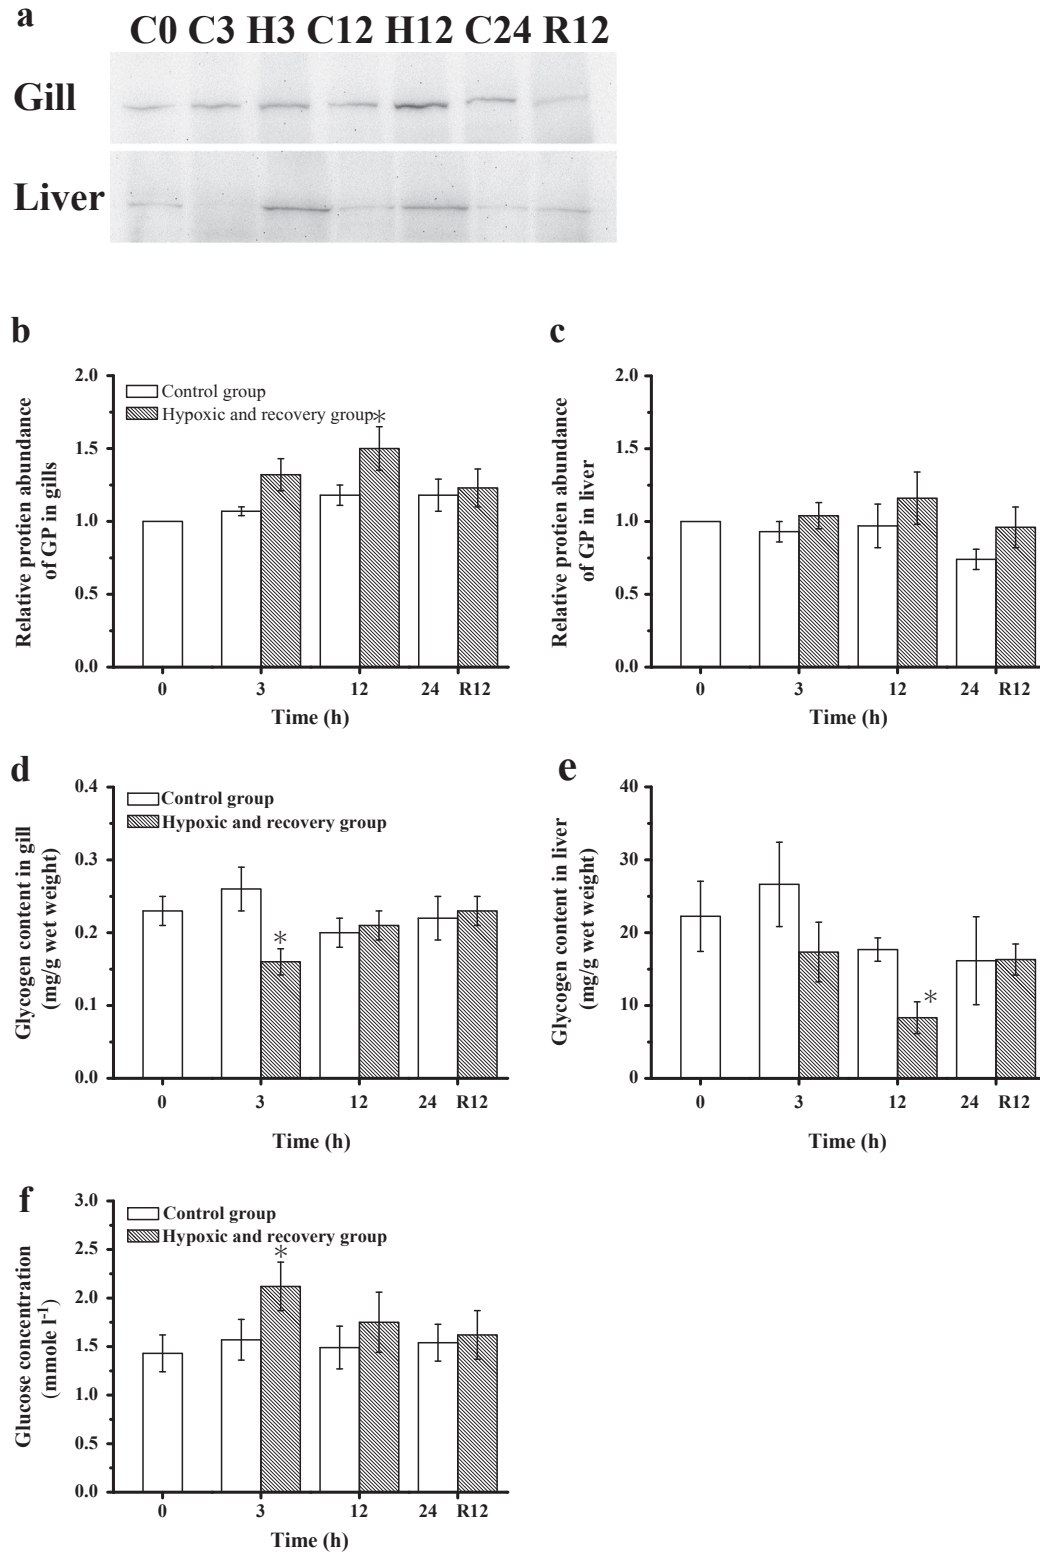 a
C0 C3 H3 C12 H12 C24 R12
Gill
Liver
b
Relative protien abundance
of GP in gills
2.0
1.5
1.0
0.5
0.0
Control group
Hypoxic and recovery group
*
0 3 12 24 R12
Time (h)
c
Relative protien abundance
of GP in liver
2.0
1.5
1.0
0.5
0.0
0 3 12 24 R12
Time (h)
d
Glycogen content in gill
(mg/g wet weight)
0.4
0.3
0.2
0.1
0.0
Control group
Hypoxic and recovery group
*
0 3 12 24 R12
Time (h)
e
Glycogen content in liver
(mg/g wet weight)
40
30
20
10
0
*
0 3 12 24 R12
Time (h)
f
Glucose concentration
(mmole l⁻¹)
3.0
2.5
2.0
1.5
1.0
0.5
0.0
Control group
Hypoxic and recovery group
*
0 3 12 24 R12
Time (h)